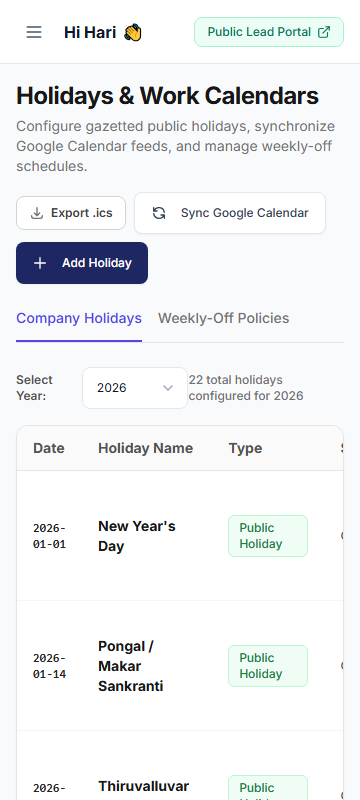 Hi Hari 👋
Public Lead Portal
Holidays & Work Calendars
Configure gazetted public holidays, synchronize
Google Calendar feeds, and manage weekly-off
schedules.
Export .ics
Sync Google Calendar
Add Holiday
Company Holidays
Weekly-Off Policies
Select
Year:
2026
22 total holidays
configured for 2026
Date
Holiday Name
Type
2026-
01-01
New Year's
Day
Public
Holiday
2026-
01-14
Pongal /
Makar
Sankranti
Public
Holiday
2026-
Thiruvalluvar
Public